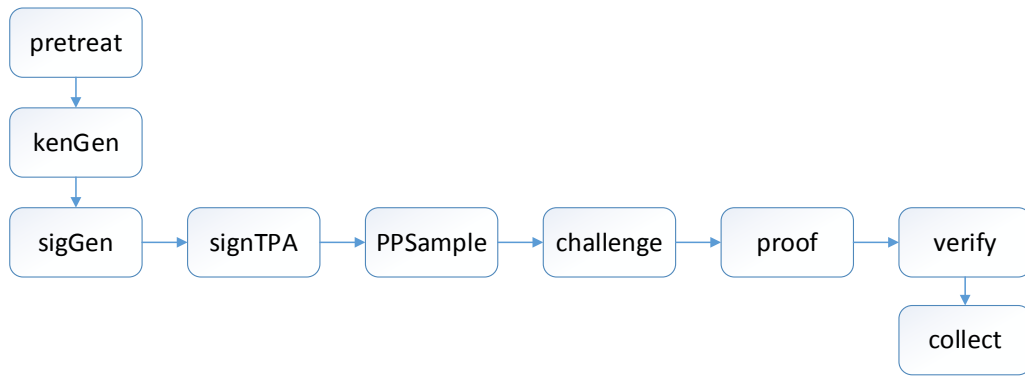 pretreat
kenGen
sigGen
signTPA
PPSample
challenge
proof
verify
collect